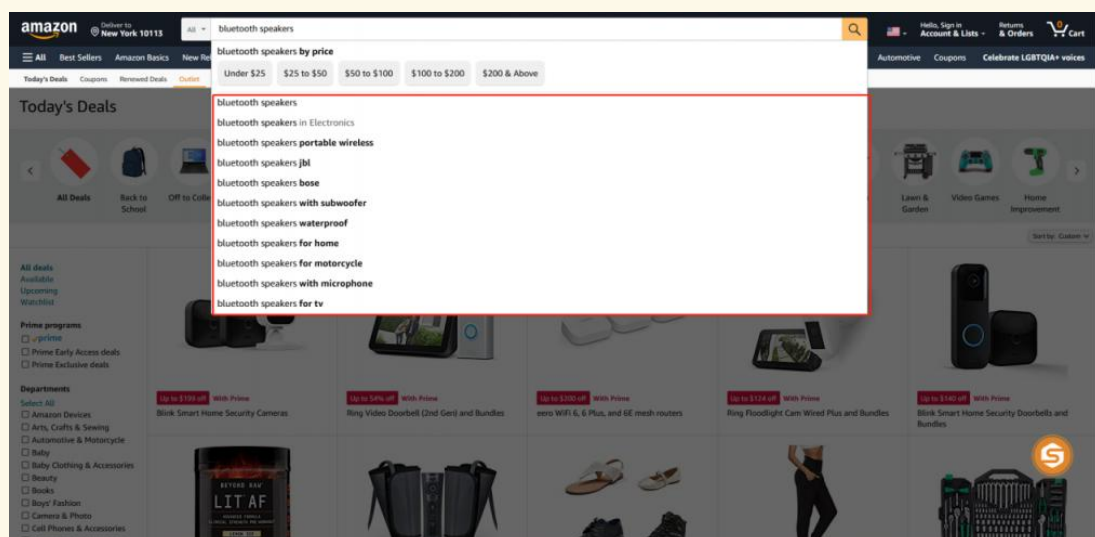 amazon
Deliver to
New York 10113
All
bluetooth speakers
Hello, Sign in
Account & Lists
Returns
& Orders
0
Cart
All Best Sellers Amazon Basics New Rel
Automotive Coupons Celebrate LGBTQIA+ voices
Today's Deals Coupons Renewed Deals Outlet
bluetooth speakers by price
Under $25 $25 to $50 $50 to $100 $100 to $200 $200 & Above
bluetooth speakers
bluetooth speakers in Electronics
bluetooth speakers portable wireless
bluetooth speakers jbl
bluetooth speakers bose
bluetooth speakers with subwoofer
bluetooth speakers waterproof
bluetooth speakers for home
bluetooth speakers for motorcycle
bluetooth speakers with microphone
bluetooth speakers for tv
Today's Deals
All Deals
Back to
School
Off to Colle
Lawn &
Garden
Video Games
Home
Improvement
Sort by: Custom
All deals
Available
Upcoming
Watchlist
Prime programs
prime
Prime Early Access deals
Prime Exclusive deals
Departments
Select All
Amazon Devices
Arts, Crafts & Sewing
Automotive & Motorcycle
Baby
Baby Clothing & Accessories
Beauty
Books
Boys' Fashion
Camera & Photo
Cell Phones & Accessories
Up to $199 off With Prime
Blink Smart Home Security Cameras
Up to 54% off With Prime
Ring Video Doorbell (2nd Gen) and Bundles
Up to $200 off With Prime
eero WiFi 6, 6 Plus, and 6E mesh routers
Up to $124 off With Prime
Ring Floodlight Cam Wired Plus and Bundles
Up to $140 off With Prime
Blink Smart Home Security Doorbells and
Bundles
BEYOND RAW
LIT AF